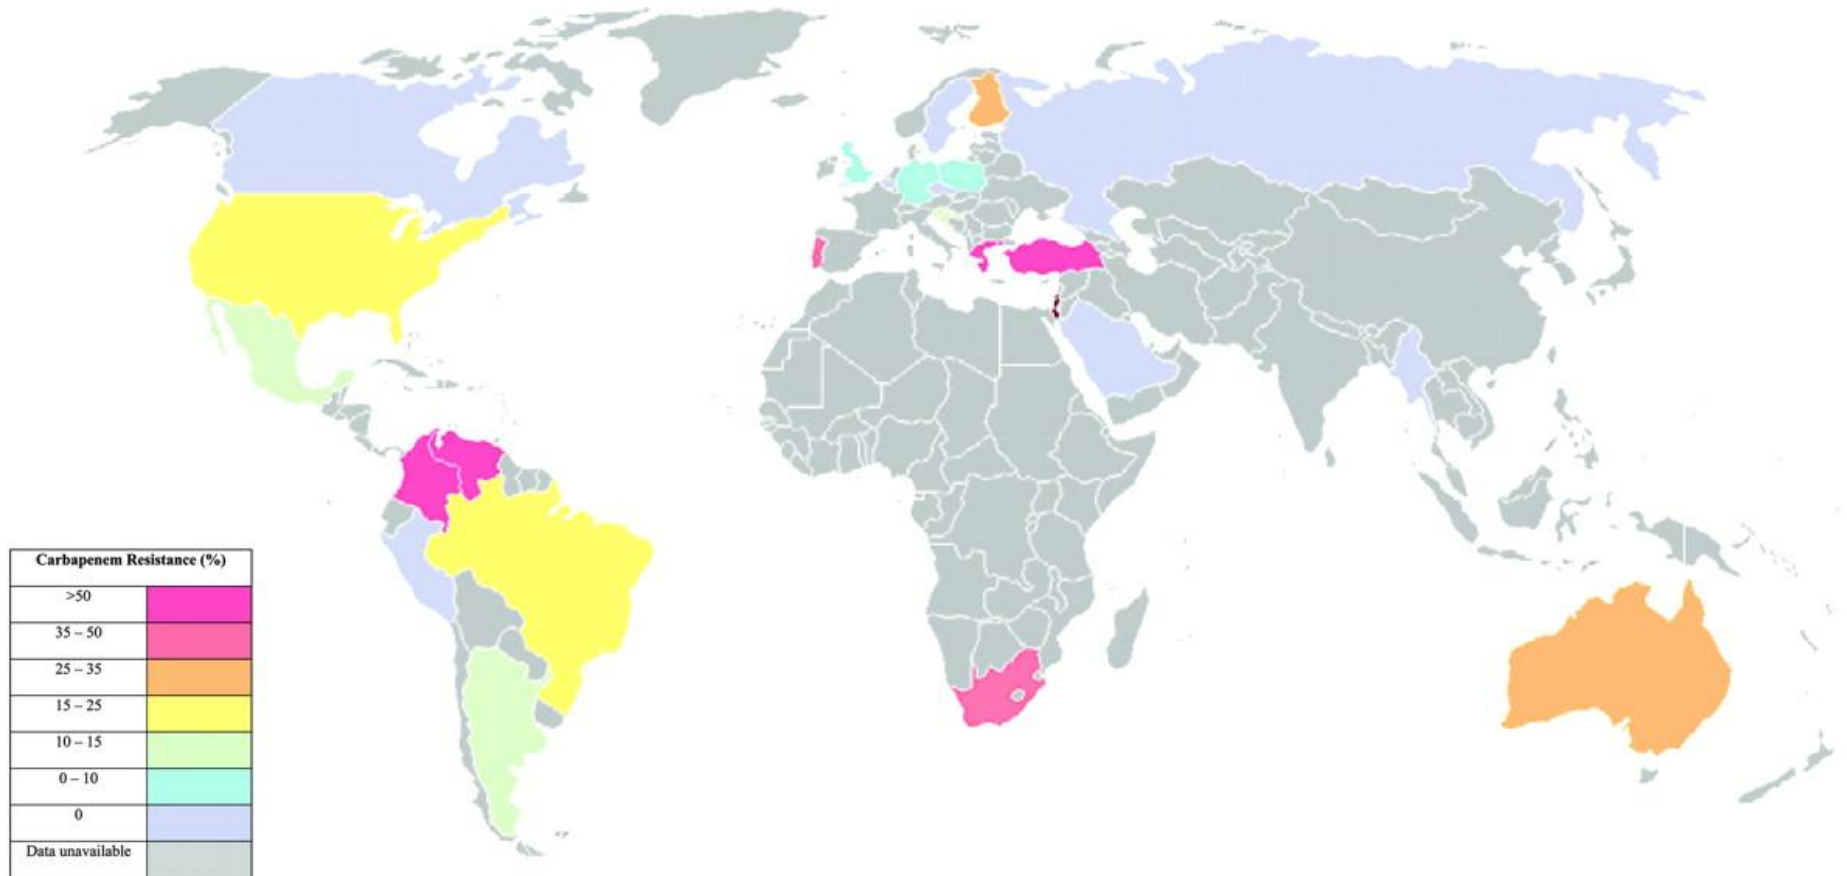 Carbapenem Resistance (%)
>50
35 – 50
25 – 35
15 – 25
10 – 15
0 – 10
0
Data unavailable